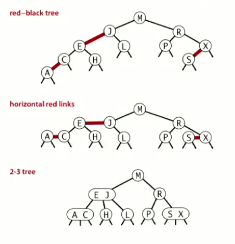 red–black tree
M
J R
E L P X
C H S
A
horizontal red links
M
E J R
A C H L P S X
2-3 tree
M
E J R
A C H L P S X